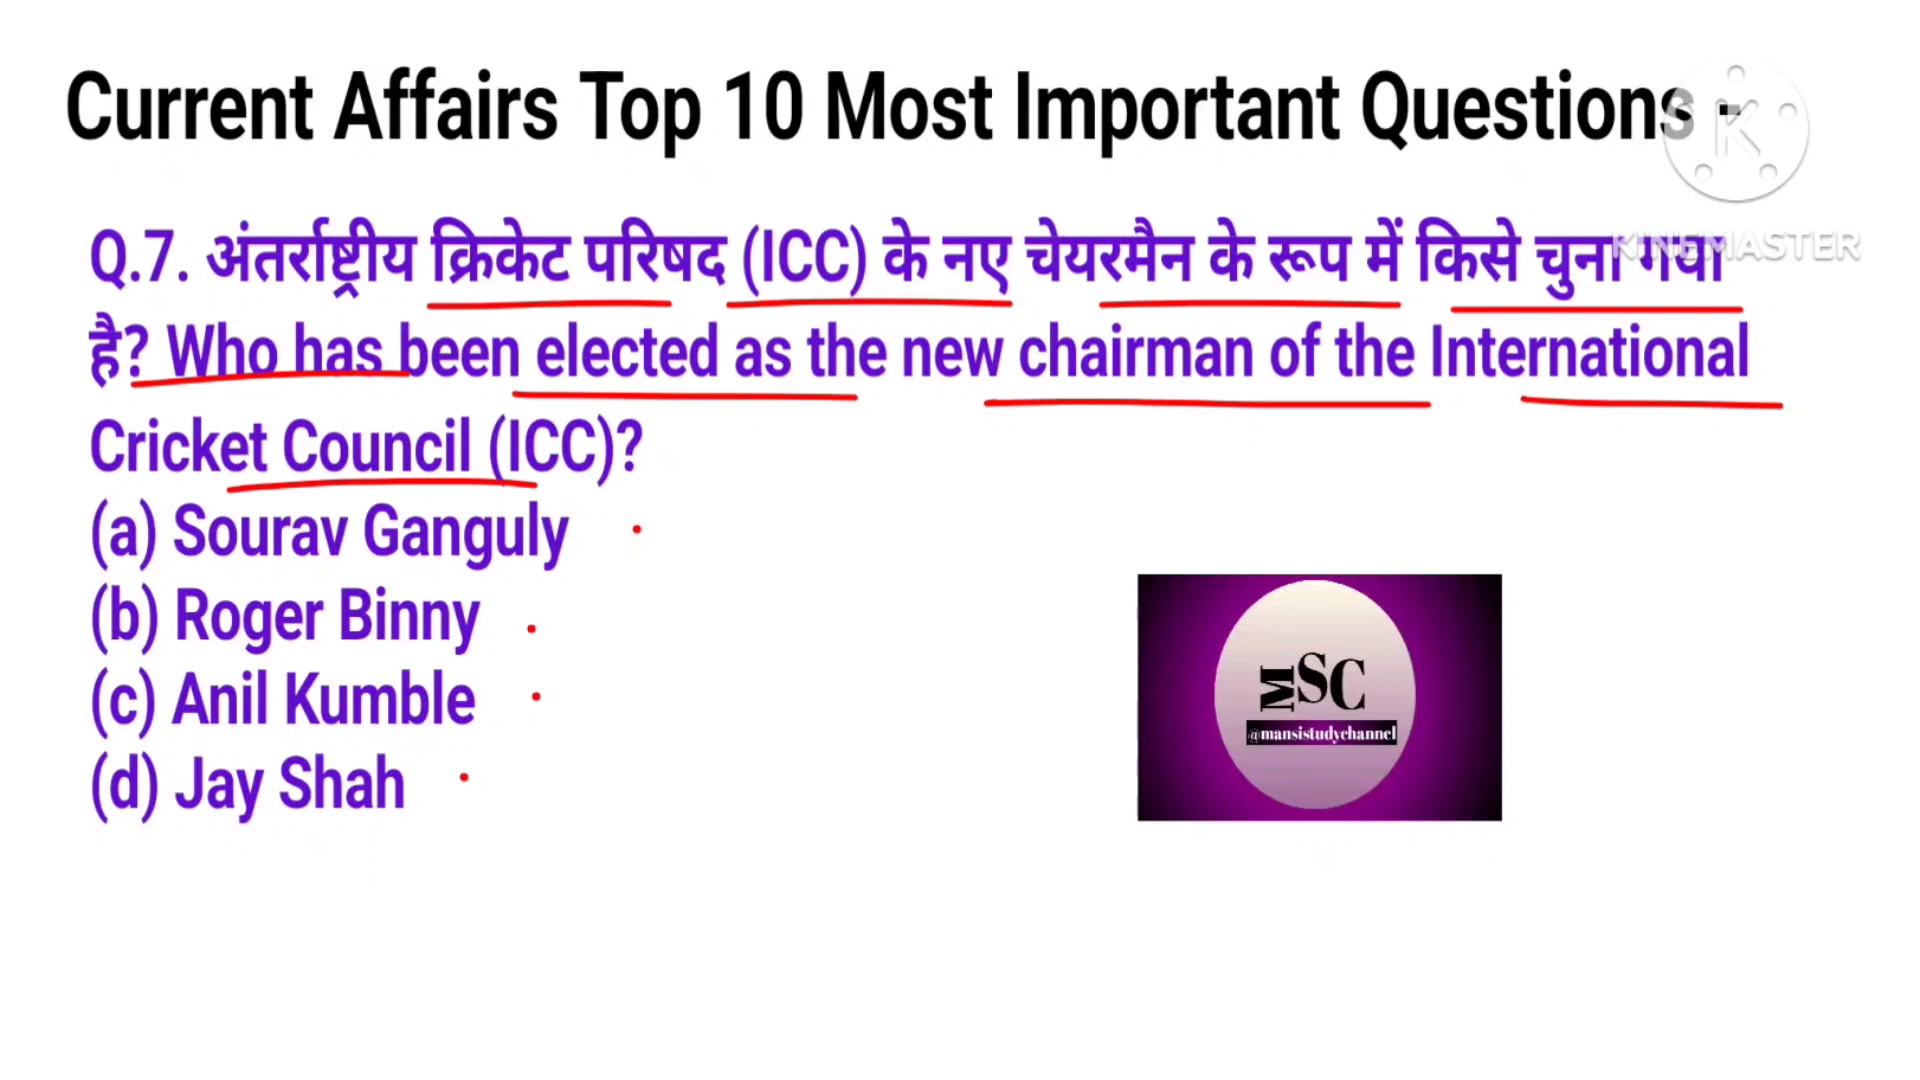 Current Affairs Top 10 Most Important Questions -
Q.7. अंतर्राष्ट्रीय क्रिकेट परिषद (ICC) के नए चेयरमैन के रूप में किसे चुना गया
KINEMASTER
है? Who has been elected as the new chairman of the International
Cricket Council (ICC)?
(a) Sourav Ganguly
(b) Roger Binny
(c) Anil Kumble
(d) Jay Shah
MSC
@mansistudychannel